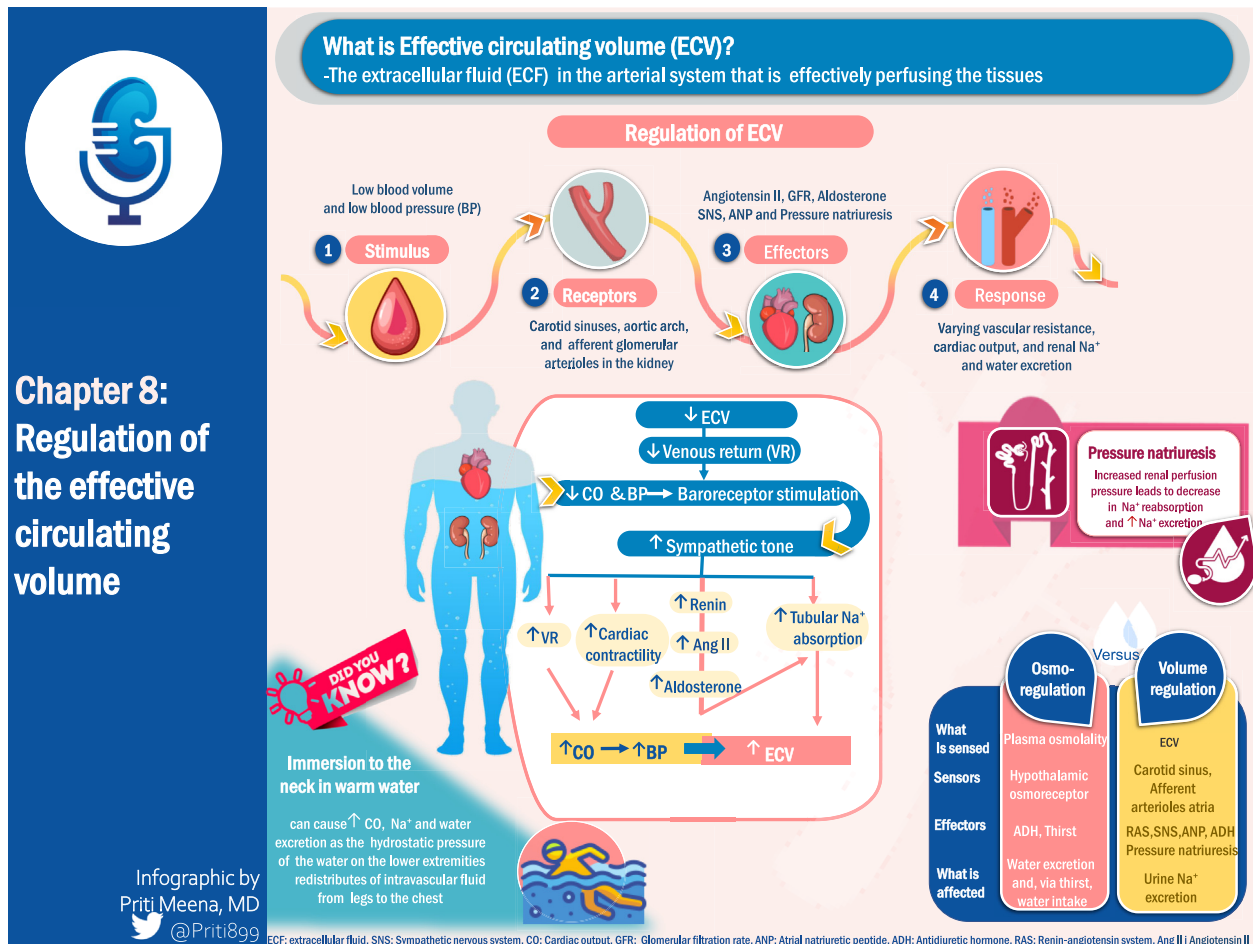 What is Effective circulating volume (ECV)?
-The extracellular fluid (ECF) in the arterial system that is effectively perfusing the tissues
Chapter 8:
Regulation of
the effective
circulating
volume
Infographic by
Priti Meena, MD
@Priti899
Regulation of ECV
Low blood volume
and low blood pressure (BP)
1
Stimulus
2
Receptors
Carotid sinuses, aortic arch,
and afferent glomerular
arterioles in the kidney
Angiotensin II, GFR, Aldosterone
SNS, ANP and Pressure natriuresis
3
Effectors
4
Response
Varying vascular resistance,
cardiac output, and renal Na⁺
and water excretion
↓ ECV
↓ Venous return (VR)
↓ CO & BP→ Baroreceptor stimulation
↑ Sympathetic tone
↑VR
↑Cardiac
contractility
↑Renin
↑Ang II
↑Aldosterone
↑Tubular Na⁺
absorption
↑CO → ↑BP
↑ ECV
Pressure natriuresis
Increased renal perfusion
pressure leads to decrease
in Na⁺ reabsorption
and ↑Na⁺ excretion
DID YOU
KNOW?
Immersion to the
neck in warm water
can cause ↑ CO, Na⁺ and water
excretion as the hydrostatic pressure
of the water on the lower extremities
redistributes of intravascular fluid
from legs to the chest
Osmo-
regulation
Versus
Volume
regulation
What
Is sensed
Plasma osmolality
ECV
Sensors
Hypothalamic
osmoreceptor
Carotid sinus,
Afferent
arterioles atria
Effectors
ADH, Thirst
RAS,SNS,ANP, ADH
Pressure natriuresis
What is
affected
Water excretion
and, via thirst,
water intake
Urine Na⁺
excretion
ECF: extracellular fluid, SNS: Sympathetic nervous system, CO: Cardiac output, GFR: Glomerular filtration rate, ANP: Atrial natriuretic peptide, ADH: Antidiuretic hormone, RAS: Renin-angiotensin system, Ang II i Angiotensin II